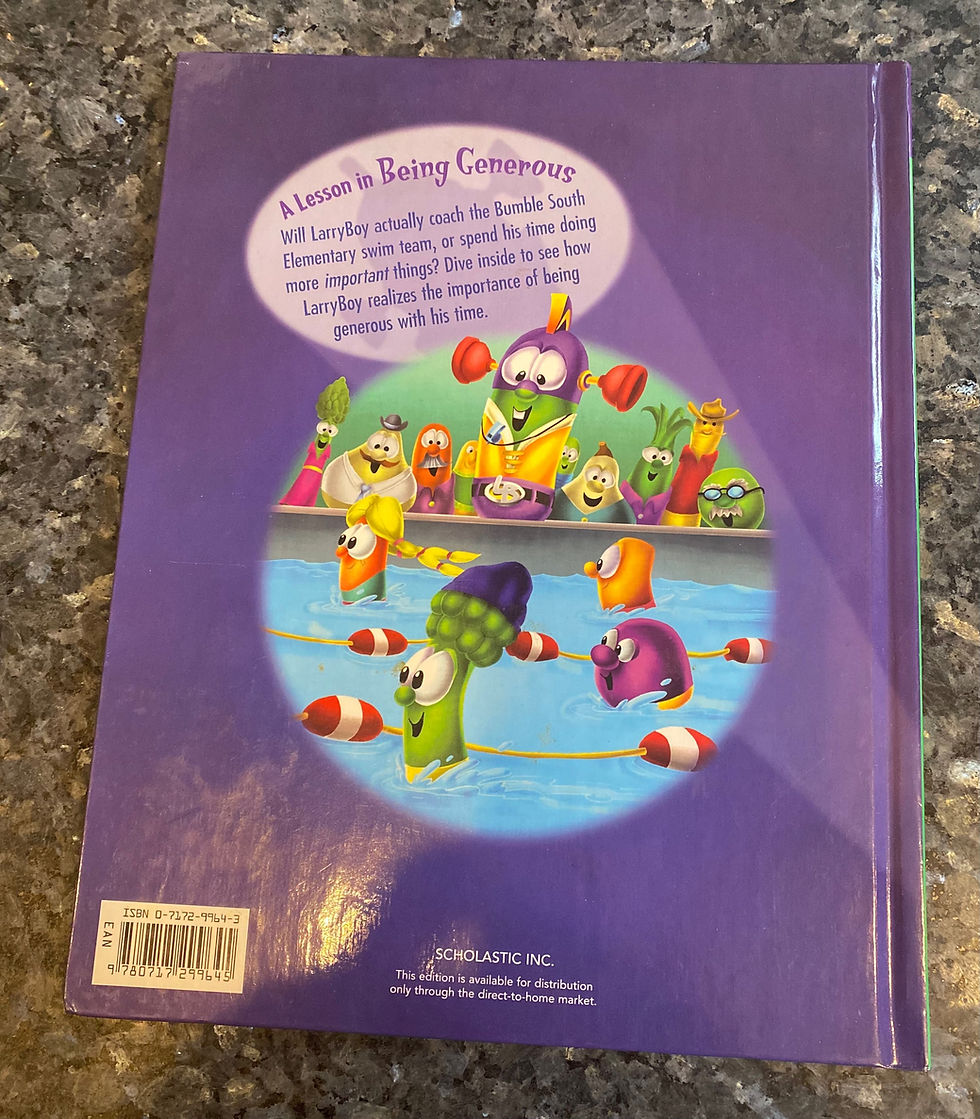 A Lesson in Being Generous
Will LarryBoy actually coach the Bumble South
Elementary swim team, or spend his time doing
more important things? Dive inside to see how
LarryBoy realizes the importance of being
generous with his time.
ISBN 0-7172-9964-3
EAN
9 780717 299645
SCHOLASTIC INC.
This edition is available for distribution
only through the direct-to-home market.